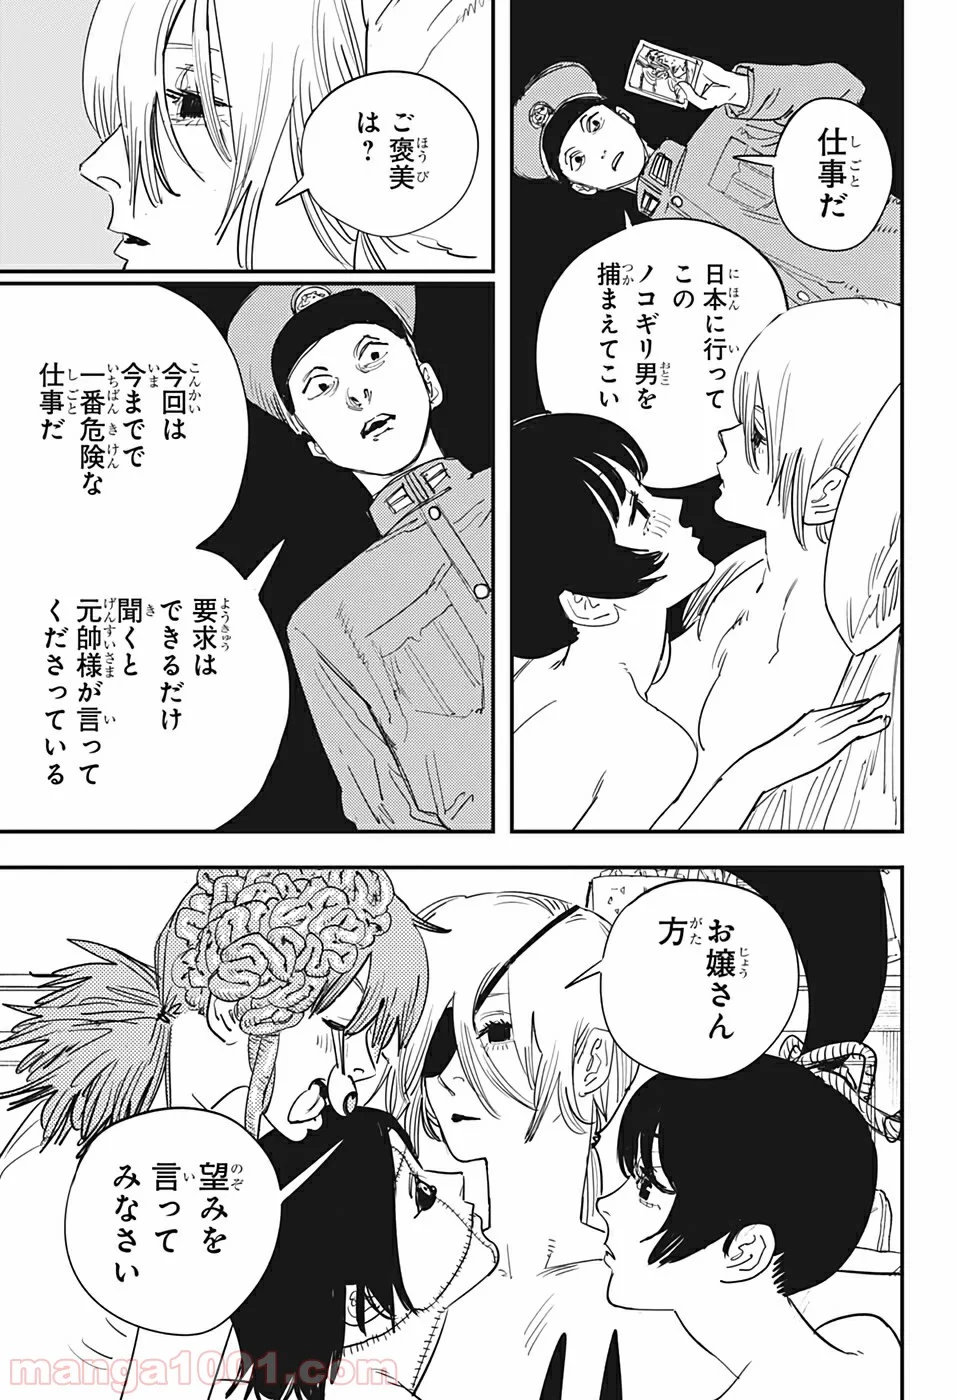 仕事だ
日本に行って
この
ノコギリ男を
捕まえてこい
ご褒美
は?
今回は
今までで
一番危険な
仕事だ
要求は
できるだけ
聞くと
元帥様が言って
くださっている
お嬢さん
方
望みを
言って
みなさい
manga1001.com